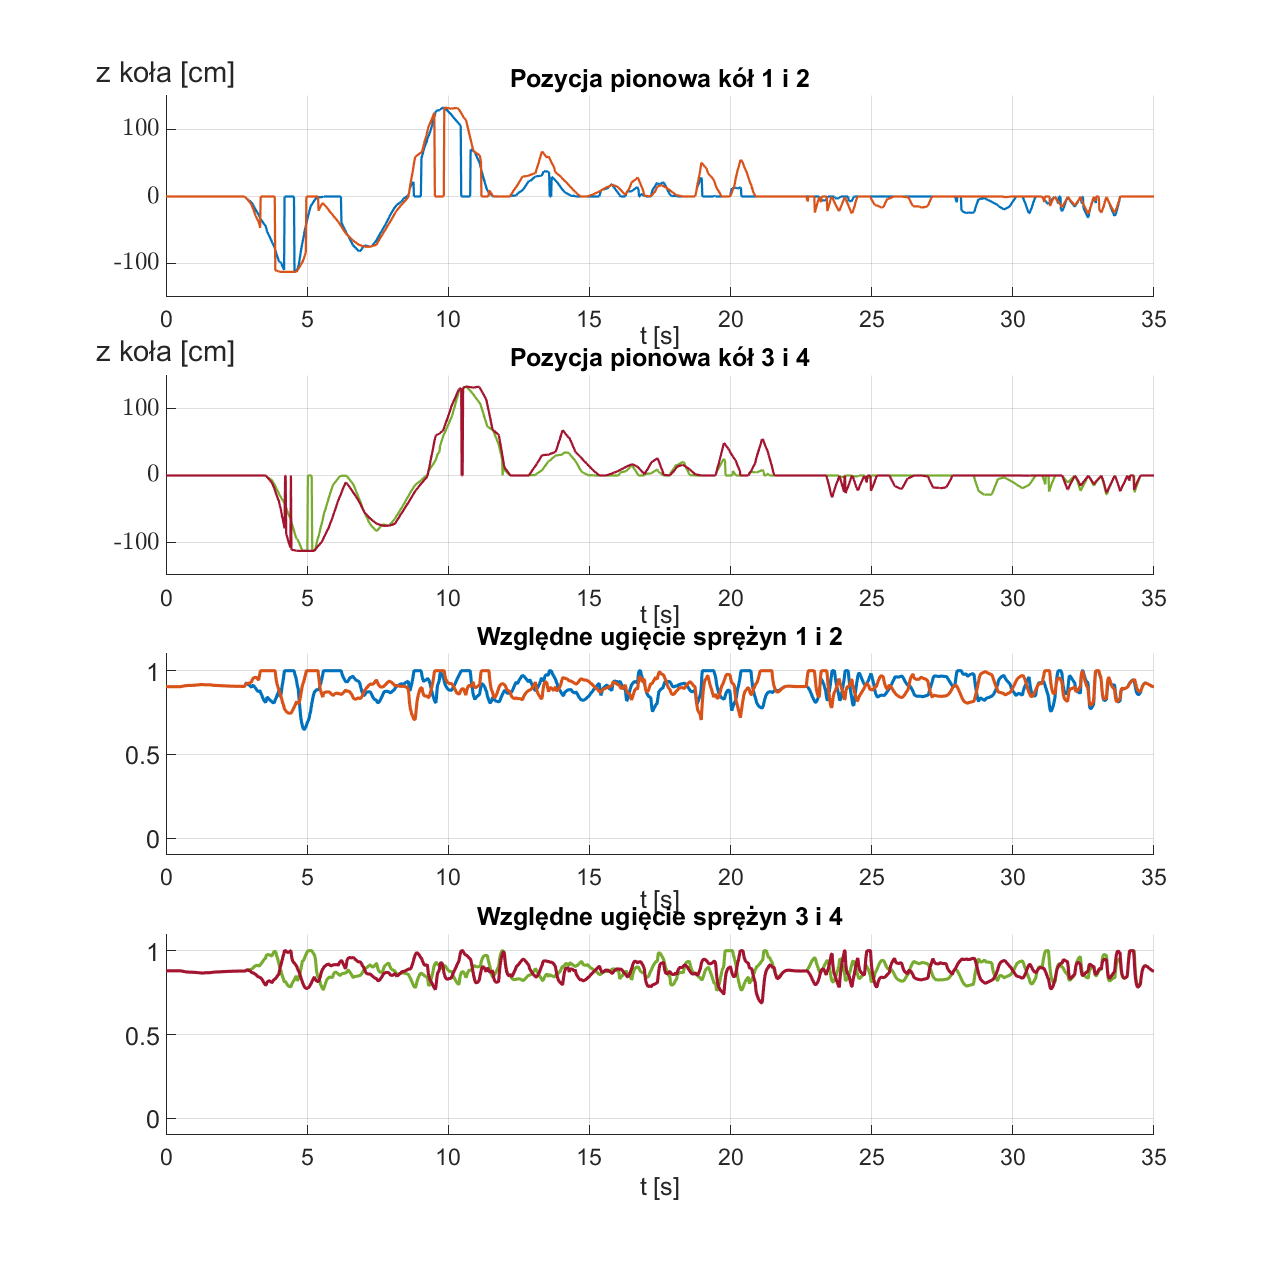 z koła [cm]
Pozycja pionowa kół 1 i 2
100
0
-100
0 5 10 15 20 25 30 35
t [s]
z koła [cm]
Pozycja pionowa kół 3 i 4
100
0
-100
0 5 10 15 20 25 30 35
t [s]
Względne ugięcie sprężyn 1 i 2
1
0.5
0
0 5 10 15 20 25 30 35
t [s]
Względne ugięcie sprężyn 3 i 4
1
0.5
0
0 5 10 15 20 25 30 35
t [s]